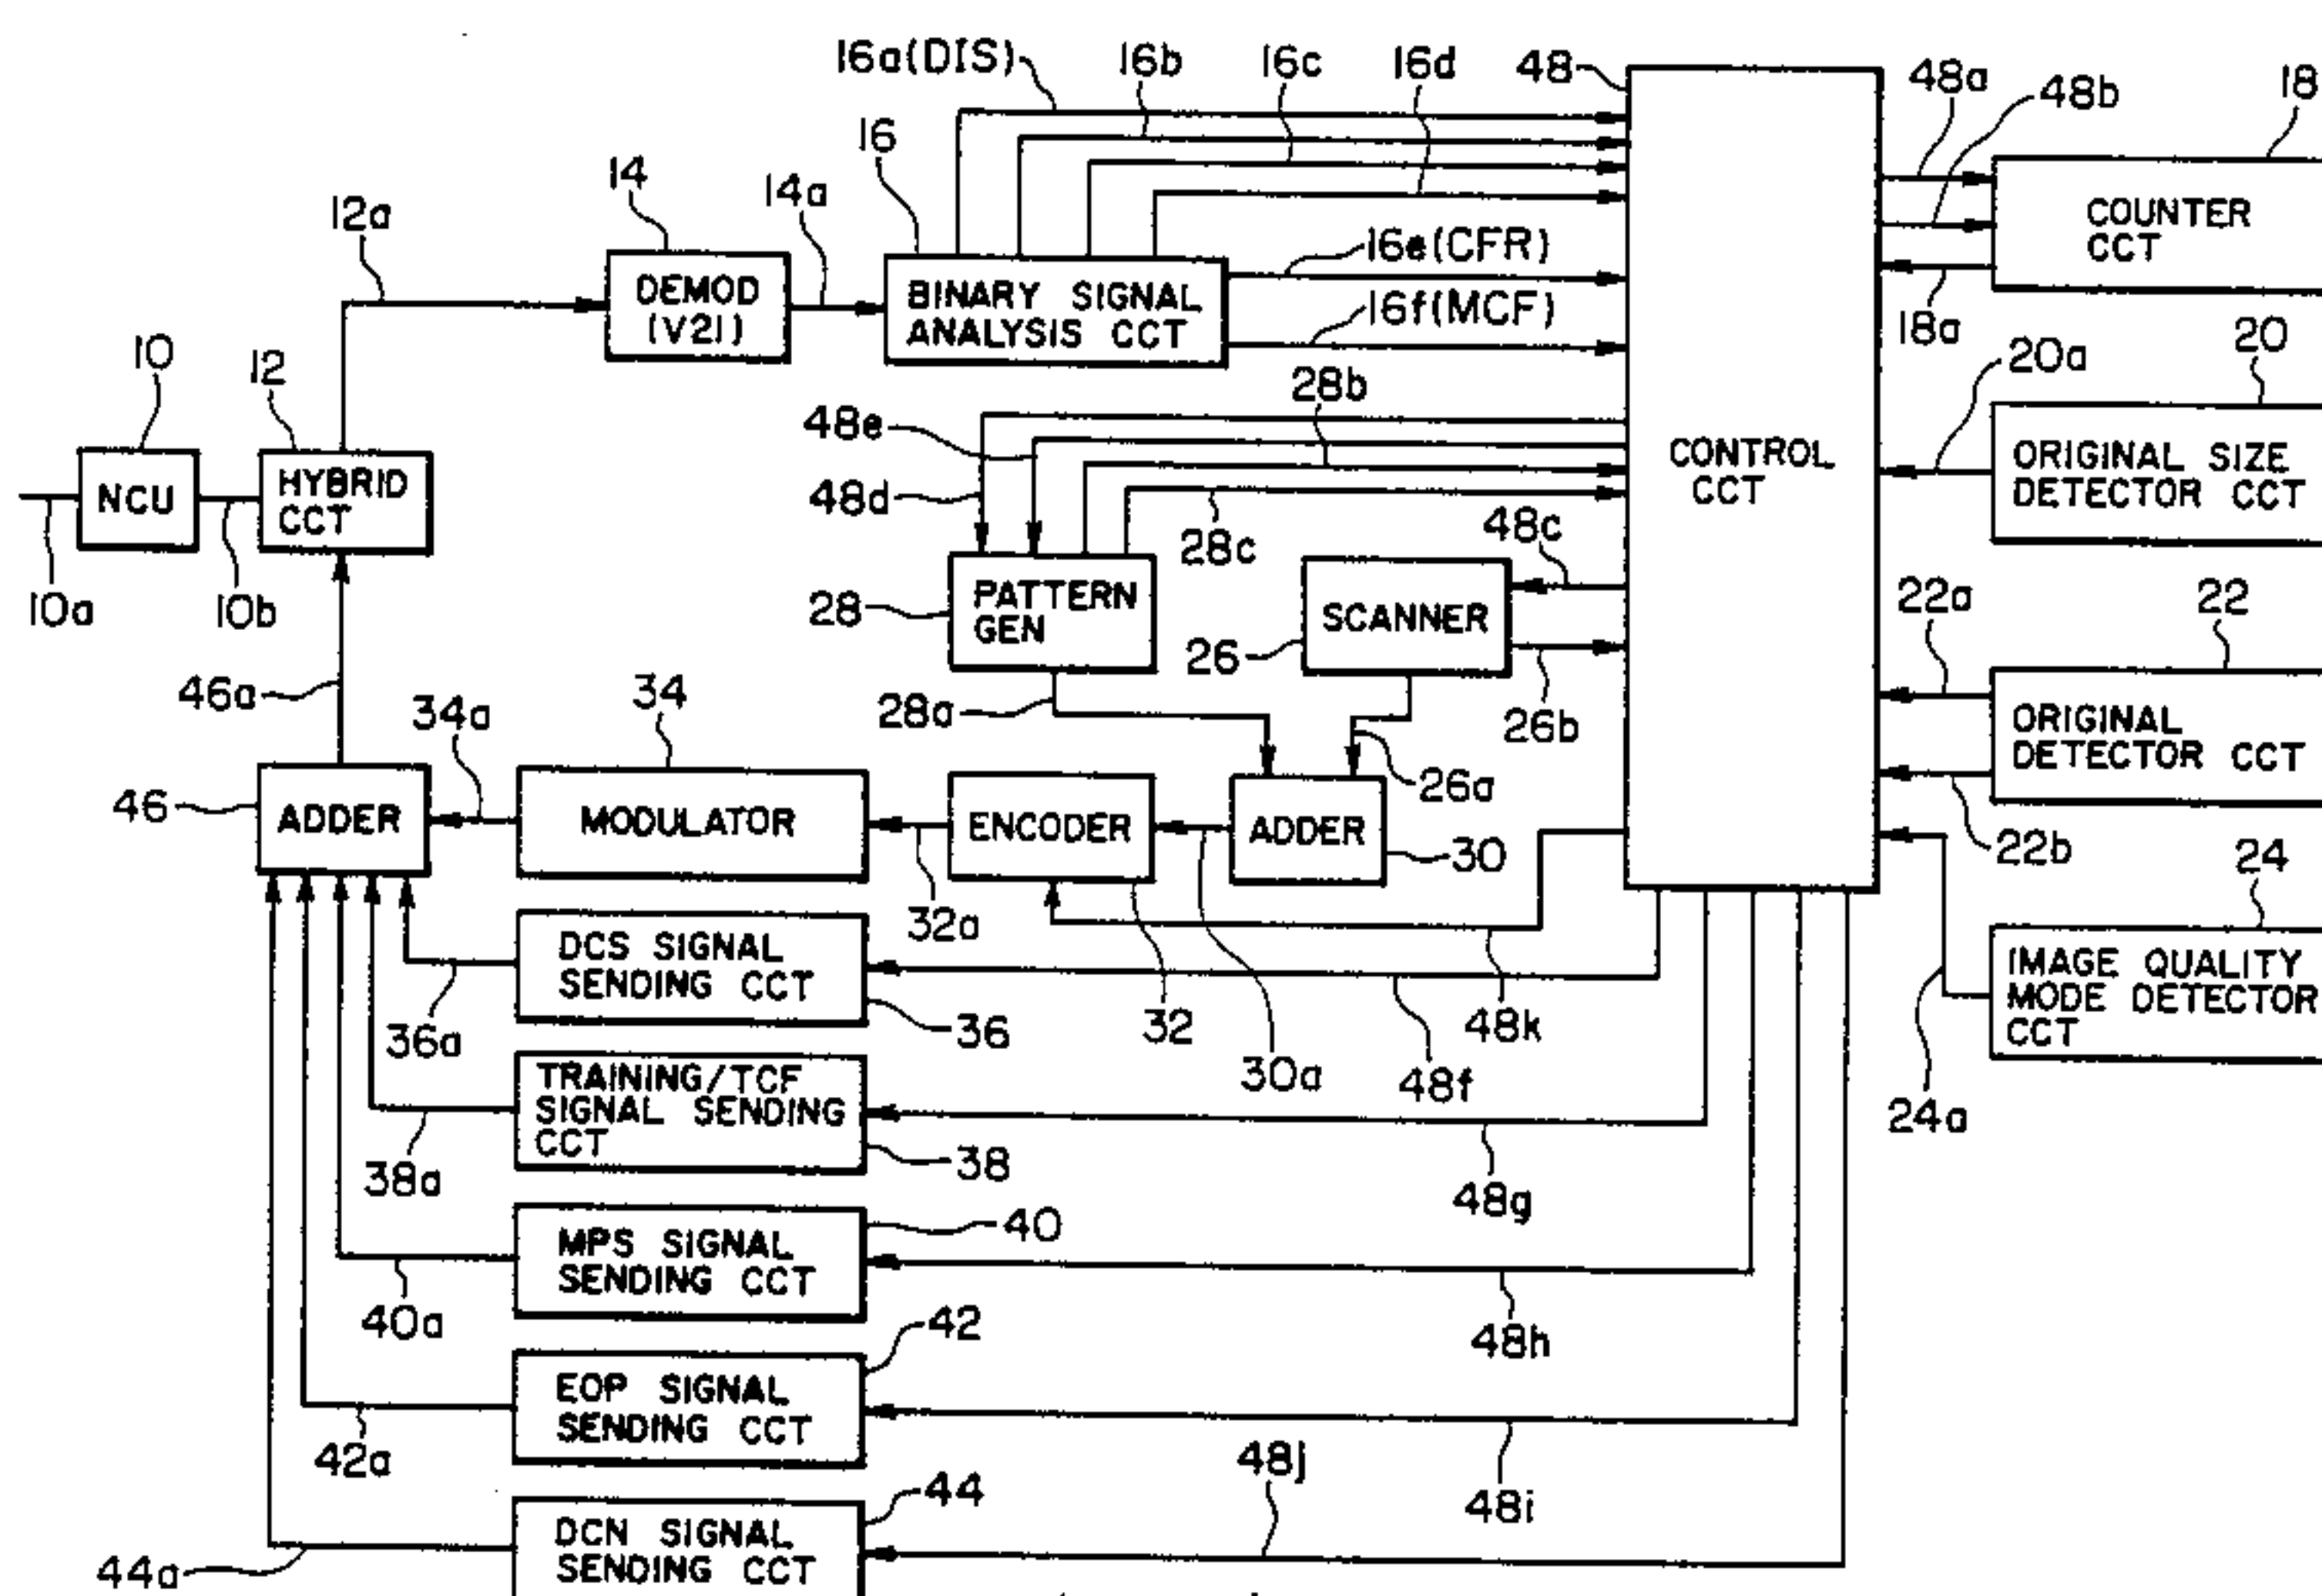 16a(DIS)
16b
16c
16d
48
48a
48b
18
16
14
14a
12a
COUNTER
CCT
DEMOD
(V21)
BINARY SIGNAL
ANALYSIS CCT
16e(CFR)
16f(MCF)
18a
20
20a
10
12
28b
48e
NCU
HYBRID
CCT
48d
CONTROL
CCT
ORIGINAL SIZE
DETECTOR CCT
28c
48c
10a
10b
28
PATTERN
GEN
26
SCANNER
22a
22
46a
34a
34
28a
26b
26a
ORIGINAL
DETECTOR CCT
46
ADDER
MODULATOR
ENCODER
ADDER
30
22b
24
32a
DCS SIGNAL
SENDING CCT
36a
36
32
30a
48k
48f
IMAGE QUALITY
MODE DETECTOR
CCT
24a
TRAINING/TCF
SIGNAL SENDING
CCT
38a
38
48g
40
MPS SIGNAL
SENDING CCT
40a
48h
42
EOP SIGNAL
SENDING CCT
42a
48i
48j
44
DCN SIGNAL
SENDING CCT
44a